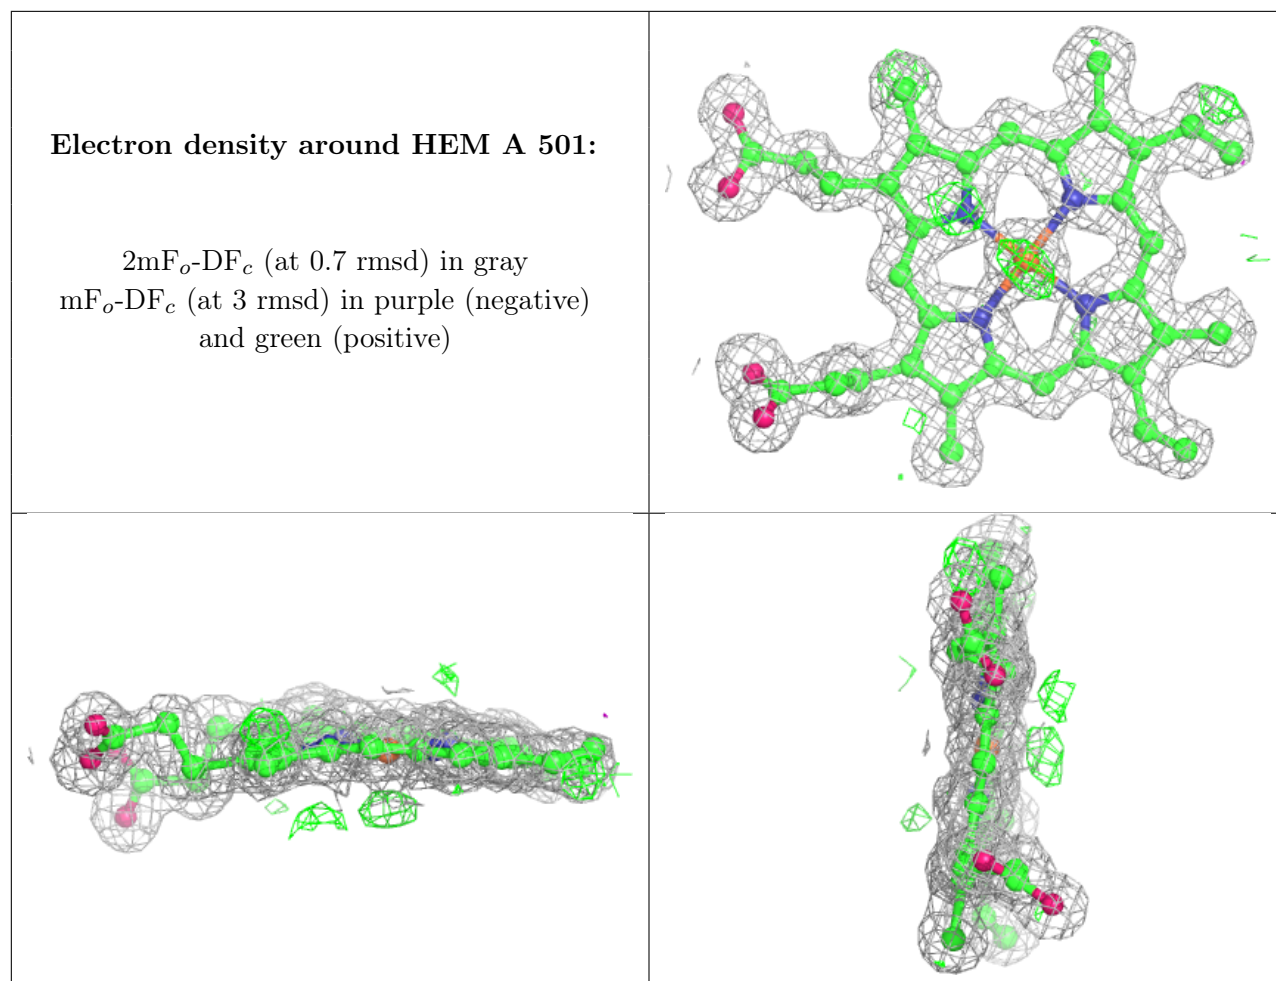 Electron density around HEM A 501:
2mFₒ-DF𝒸 (at 0.7 rmsd) in gray
mFₒ-DF𝒸 (at 3 rmsd) in purple (negative)
and green (positive)